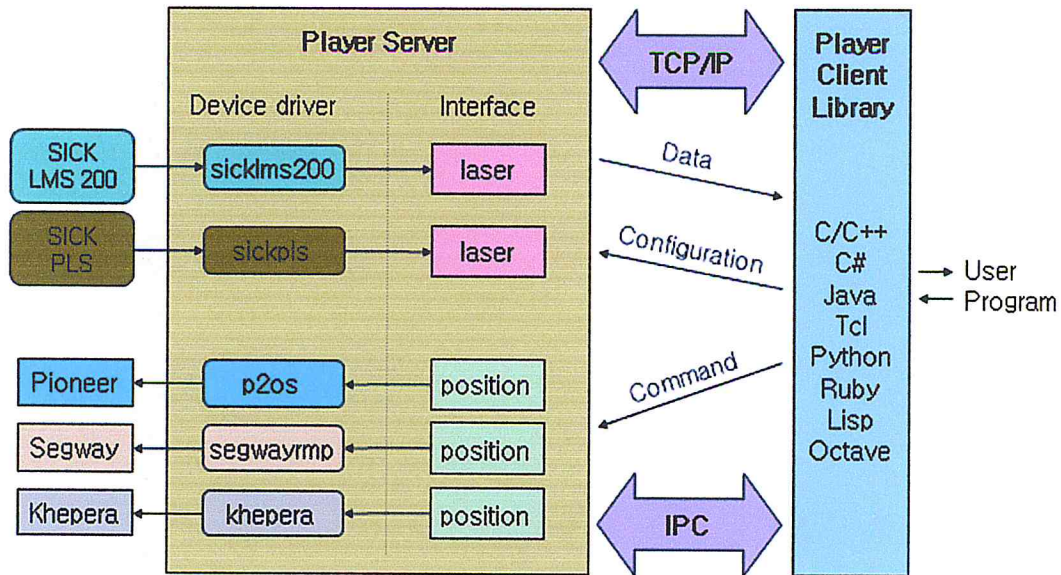 Player Server
TCP/IP
Player
Client
Library
Device driver
Interface
SICK
LMS 200
sicklms200
laser
Data
SICK
PLS
sickpls
laser
Configuration
C/C++
C#
Java
Tcl
Python
Ruby
Lisp
Octave
User
Program
Pioneer
p2os
position
Command
Segway
segwayrmp
position
Khepera
khepera
position
IPC